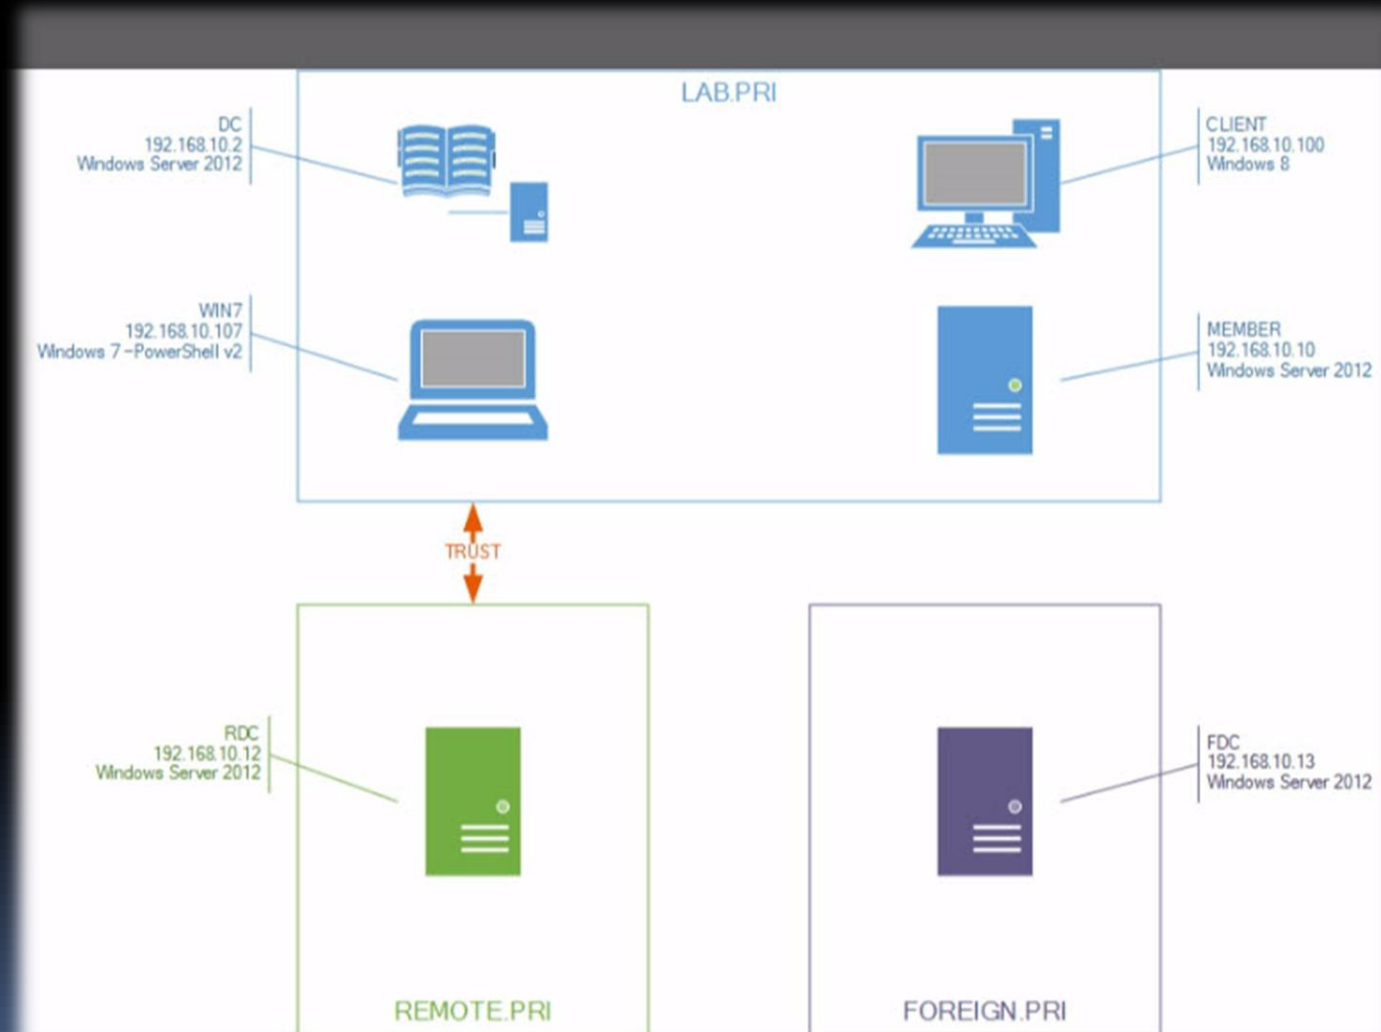 LAB.PRI
DC
192.168.10.2
Windows Server 2012
CLIENT
192.168.10.100
Windows 8
WIN7
192.168.10.107
Windows 7 –PowerShell v2
MEMBER
192.168.10.10
Windows Server 2012
TRUST
RDC
192.168.10.12
Windows Server 2012
FDC
192.168.10.13
Windows Server 2012
REMOTE.PRI
FOREIGN.PRI